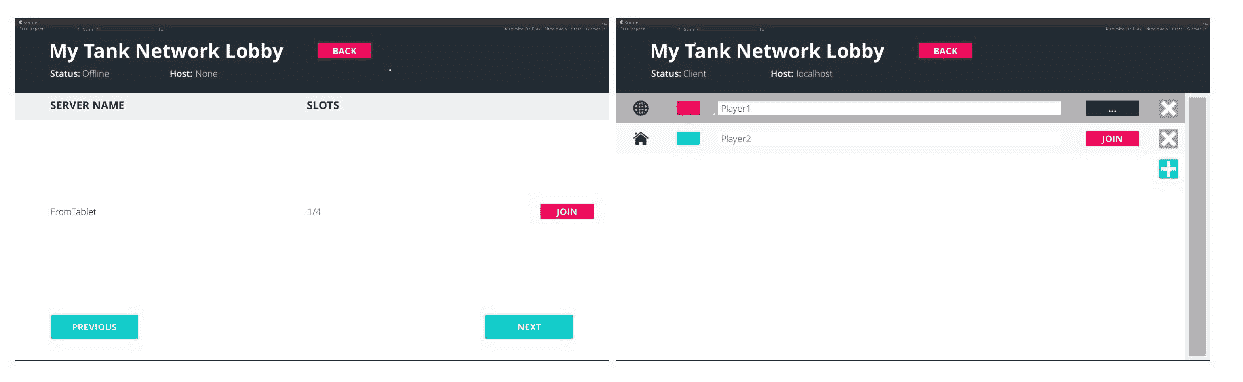 My Tank Network Lobby
BACK
Status: Offline Host: None
SERVER NAME SLOTS
FromTablet 1/4 JOIN
PREVIOUS NEXT
My Tank Network Lobby
BACK
Status: Client Host: localhost
Player1 ...
Player2 JOIN